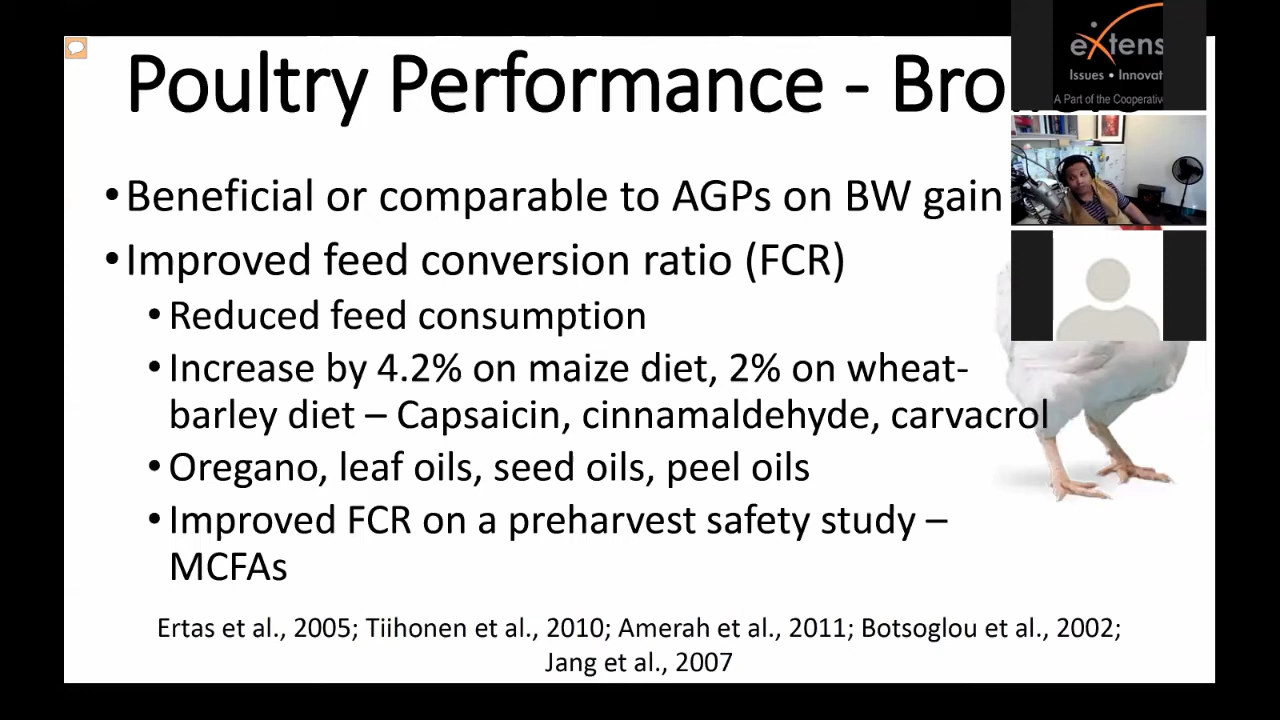 Poultry Performance - Bro
• Beneficial or comparable to AGPs on BW gain
• Improved feed conversion ratio (FCR)
• Reduced feed consumption
• Increase by 4.2% on maize diet, 2% on wheat-
barley diet – Capsaicin, cinnamaldehyde, carvacrol
• Oregano, leaf oils, seed oils, peel oils
• Improved FCR on a preharvest safety study –
MCFAs
Ertas et al., 2005; Tiihonen et al., 2010; Amerah et al., 2011; Botsoglou et al., 2002;
Jang et al., 2007
eXtens
Issues • Innovat
A Part of the Cooperative